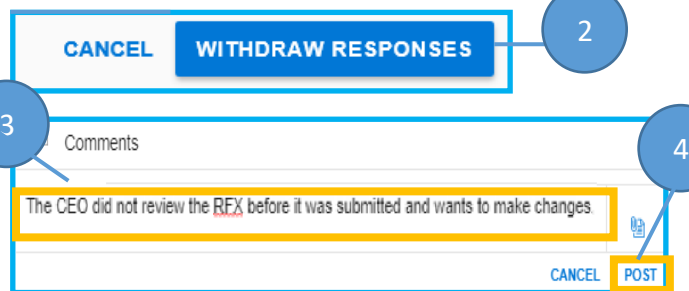 CANCEL WITHDRAW RESPONSES
2
3
Comments
4
The CEO did not review the RFX before it was submitted and wants to make changes.
CANCEL POST